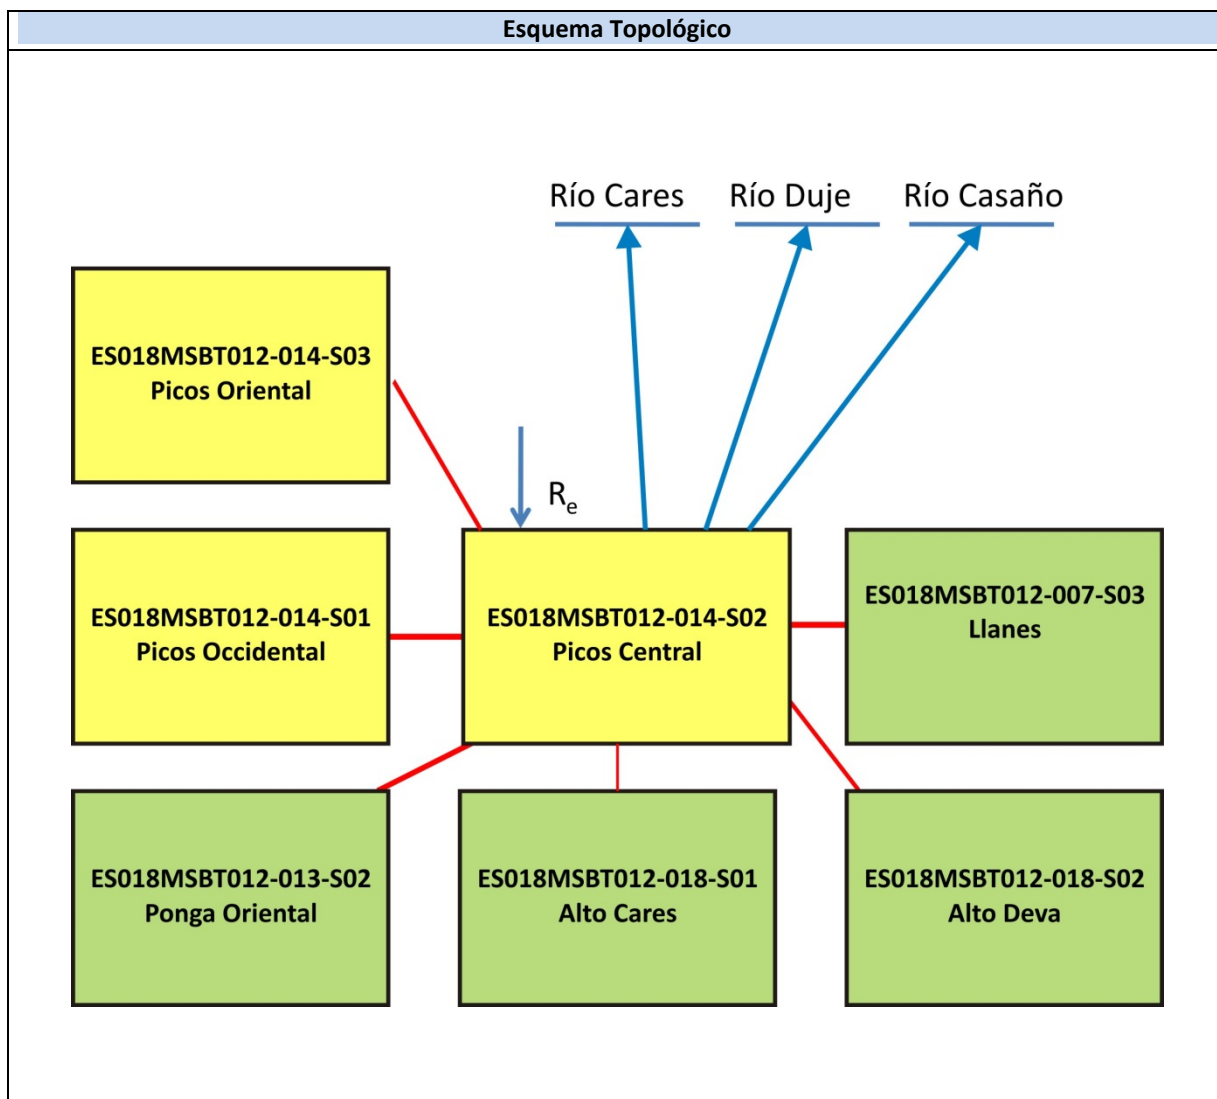 Esquema Topológico
Río Cares
Río Duje
Río Casaño
ES018MSBT012-014-S03
Picos Oriental
R_e
ES018MSBT012-014-S01
Picos Occidental
ES018MSBT012-014-S02
Picos Central
ES018MSBT012-007-S03
Llanes
ES018MSBT012-013-S02
Ponga Oriental
ES018MSBT012-018-S01
Alto Cares
ES018MSBT012-018-S02
Alto Deva